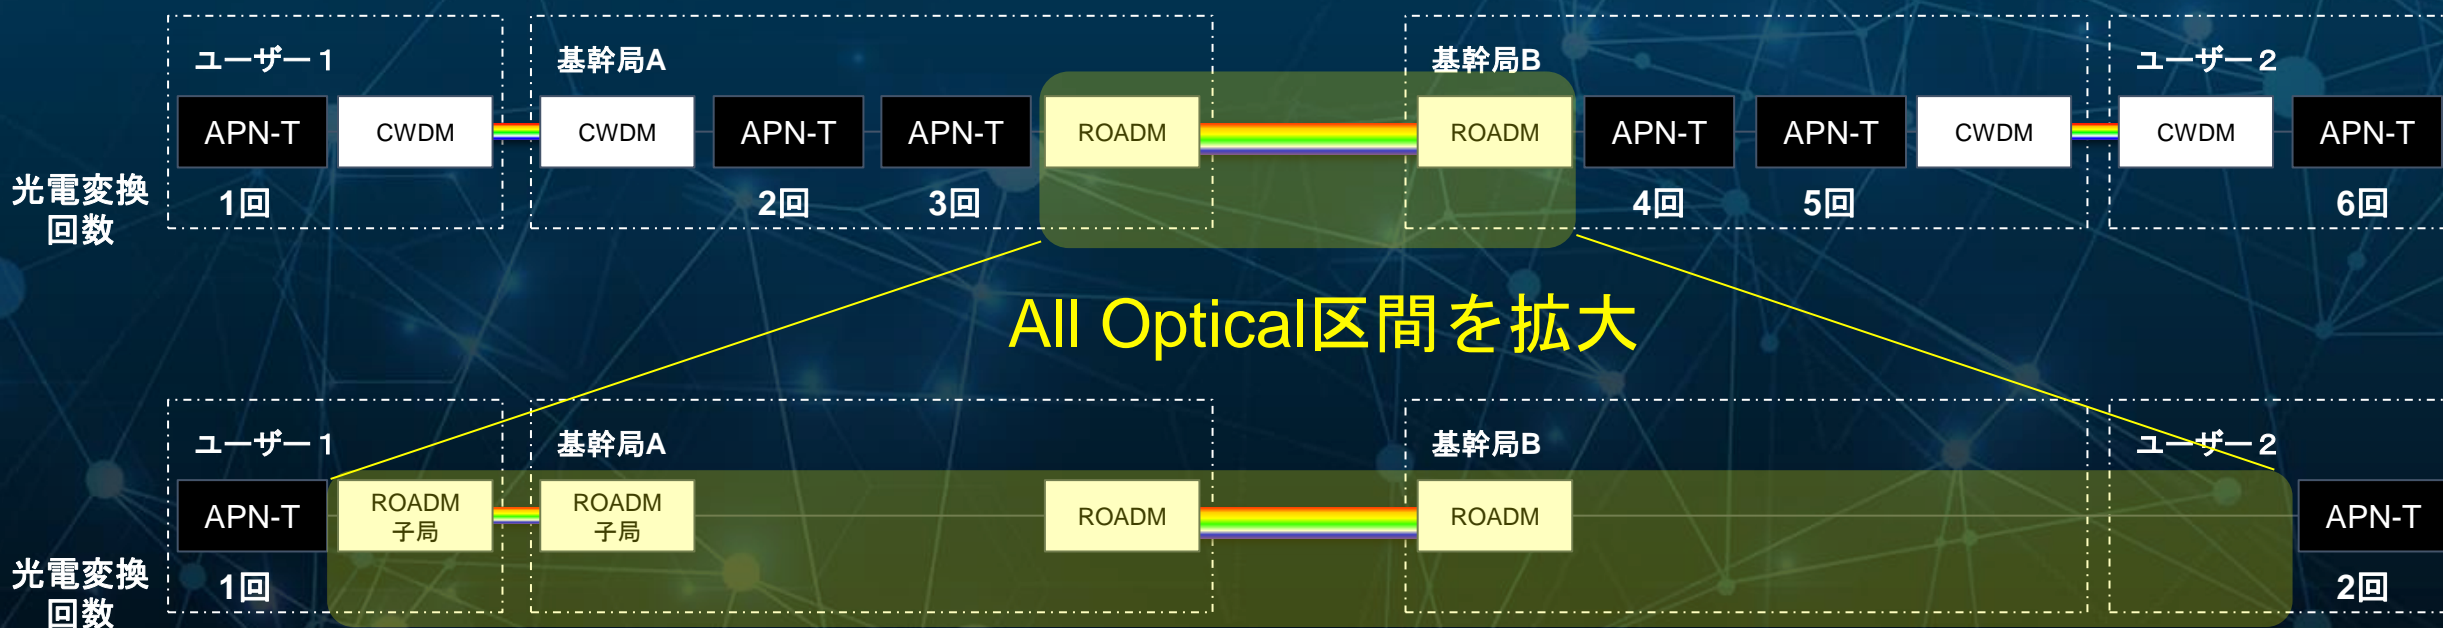 ユーザー１
基幹局A
基幹局B
ユーザー２
APN-T
CWDM
CWDM
APN-T
APN-T
ROADM
ROADM
APN-T
APN-T
CWDM
CWDM
APN-T
光電変換
回数
1回
2回
3回
4回
5回
6回
All Optical区間を拡大
ユーザー１
基幹局A
基幹局B
ユーザー２
APN-T
ROADM
子局
ROADM
子局
ROADM
ROADM
APN-T
光電変換
回数
1回
2回